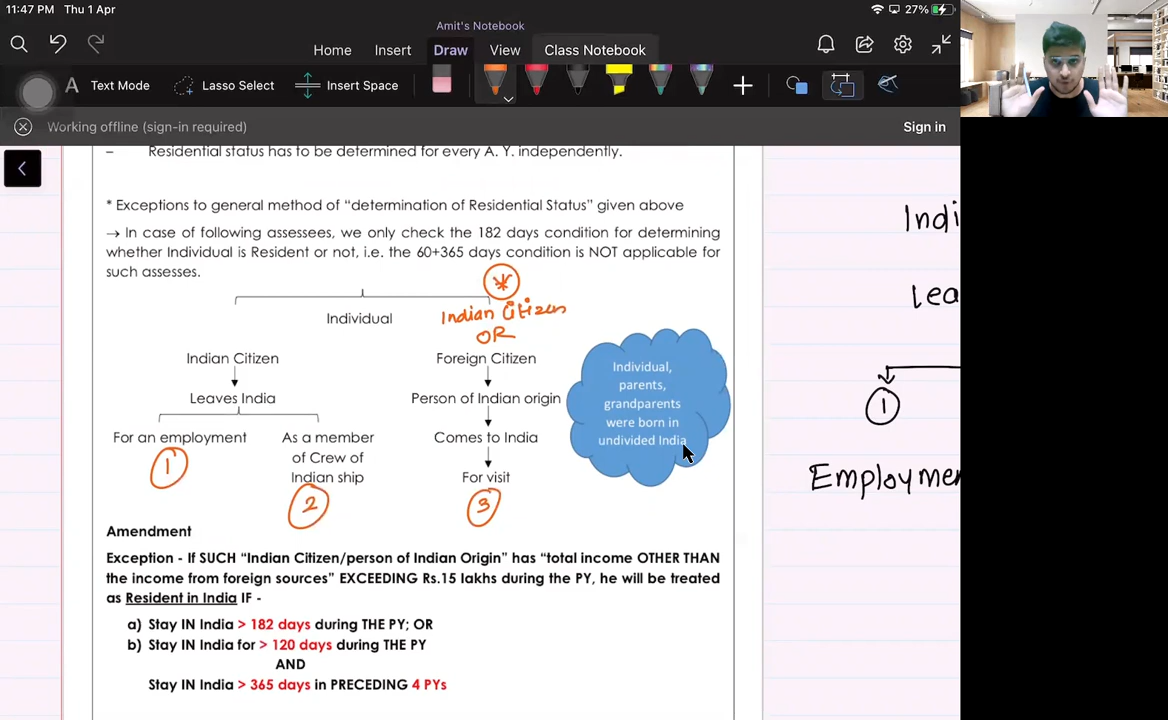 11:47 PM Thu 1 Apr
27%
Amit's Notebook
Home Insert Draw View Class Notebook
A Text Mode Lasso Select Insert Space
Working offline (sign-in required) Sign in
– Residential status has to be determined for every A. Y. independently.
* Exceptions to general method of “determination of Residential Status” given above
→ In case of following assessees, we only check the 182 days condition for determining
whether Individual is Resident or not, i.e. the 60+365 days condition is NOT applicable for
such assesses.
*
Individual
Indian Citizen
OR
Indian Citizen
Foreign Citizen
Leaves India
Person of Indian origin
For an employment
As a member
of Crew of
Indian ship
Comes to India
For visit
1
2
3
Individual,
parents,
grandparents
were born in
undivided India
Amendment
Exception - If SUCH “Indian Citizen/person of Indian Origin” has “total income OTHER THAN
the income from foreign sources” EXCEEDING Rs.15 lakhs during the PY, he will be treated
as Resident in India IF -
a) Stay IN India > 182 days during THE PY; OR
b) Stay IN India for > 120 days during THE PY
AND
Stay IN India > 365 days in PRECEDING 4 PYs
Indi
Lea
1
Employmen